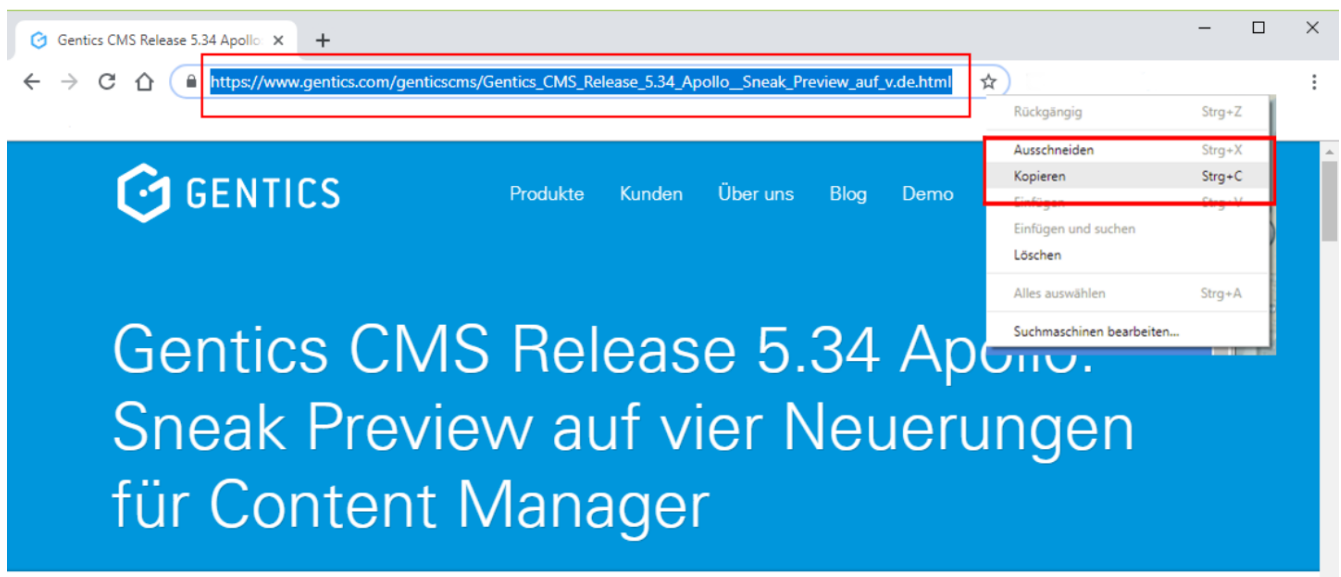 Gentics CMS Release 5.34 Apollo
https://www.gentics.com/genticscms/Gentics_CMS_Release_5.34_Apollo__Sneak_Preview_auf_v.de.html
Rückgängig Strg+Z
Ausschneiden Strg+X
Kopieren Strg+C
Einfügen Strg+V
Einfügen und suchen
Löschen
Alles auswählen Strg+A
Suchmaschinen bearbeiten...
GENTICS
Produkte Kunden Über uns Blog Demo
Gentics CMS Release 5.34 Apollo:
Sneak Preview auf vier Neuerungen
für Content Manager